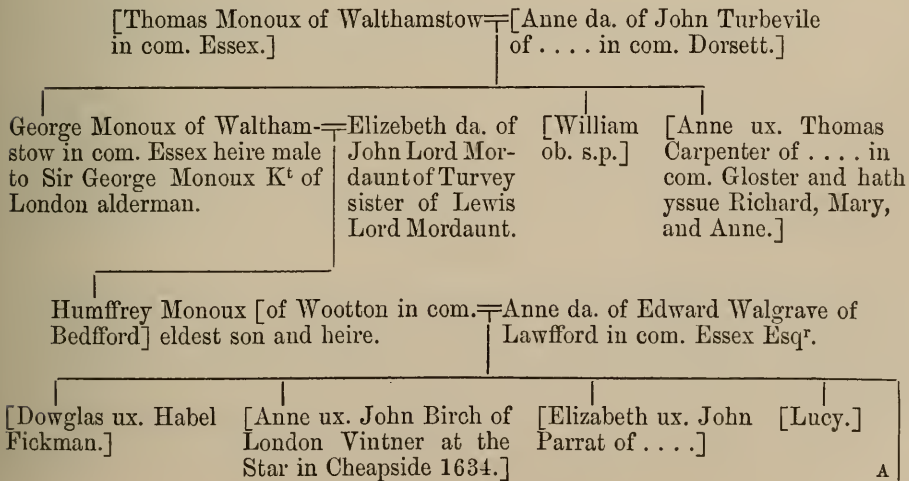 [Thomas Monoux of Walthamstow
in com. Essex.]
[Anne da. of John Turbevile
of . . . . in com. Dorsett.]
George Monoux of Waltham-
stow in com. Essex heire male
to Sir George Monoux Kt of
London alderman.
Elizebeth da. of
John Lord Mor-
dauntof Turvey
sister of Lewis
Lord Mordaunt.
[William
ob. s.p.]
[Anne ux. Thomas
Carpenter of . . . . in
com. Gloster and hath
yssue Richard, Mary,
and Anne.]
Humffrey Monoux [of Wootton in com.
Bedfford] eldest son and heire.
Anne da. of Edward Walgrave of
Lawfford in com. Essex Esqr.
[Dowglas ux. Habel
Fickman.]
[Anne ux. John Birch of
London Vintner at the
Star in Cheapside 1634.]
[Elizabeth ux. John
Parrat of . . . .]
[Lucy.]
A